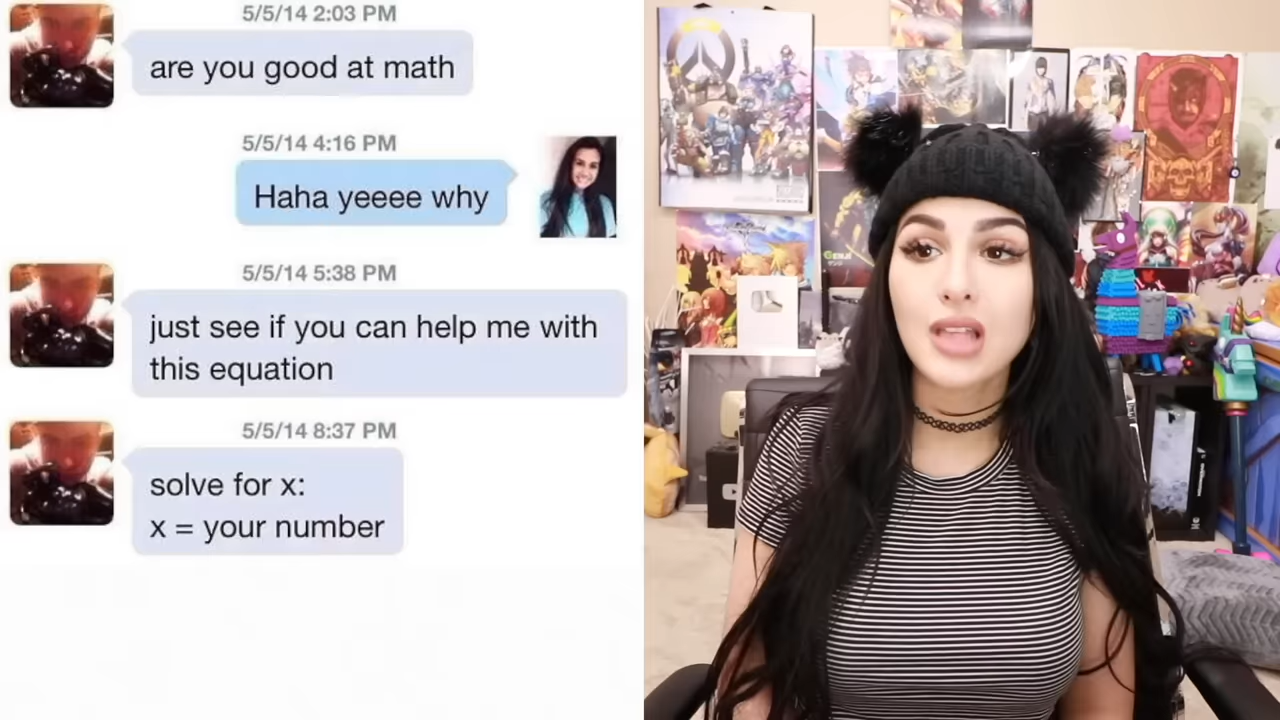 5/5/14 2:03 PM
are you good at math
5/5/14 4:16 PM
Haha yeeee why
5/5/14 5:38 PM
just see if you can help me with
this equation
5/5/14 8:37 PM
solve for x:
x = your number
GENJI